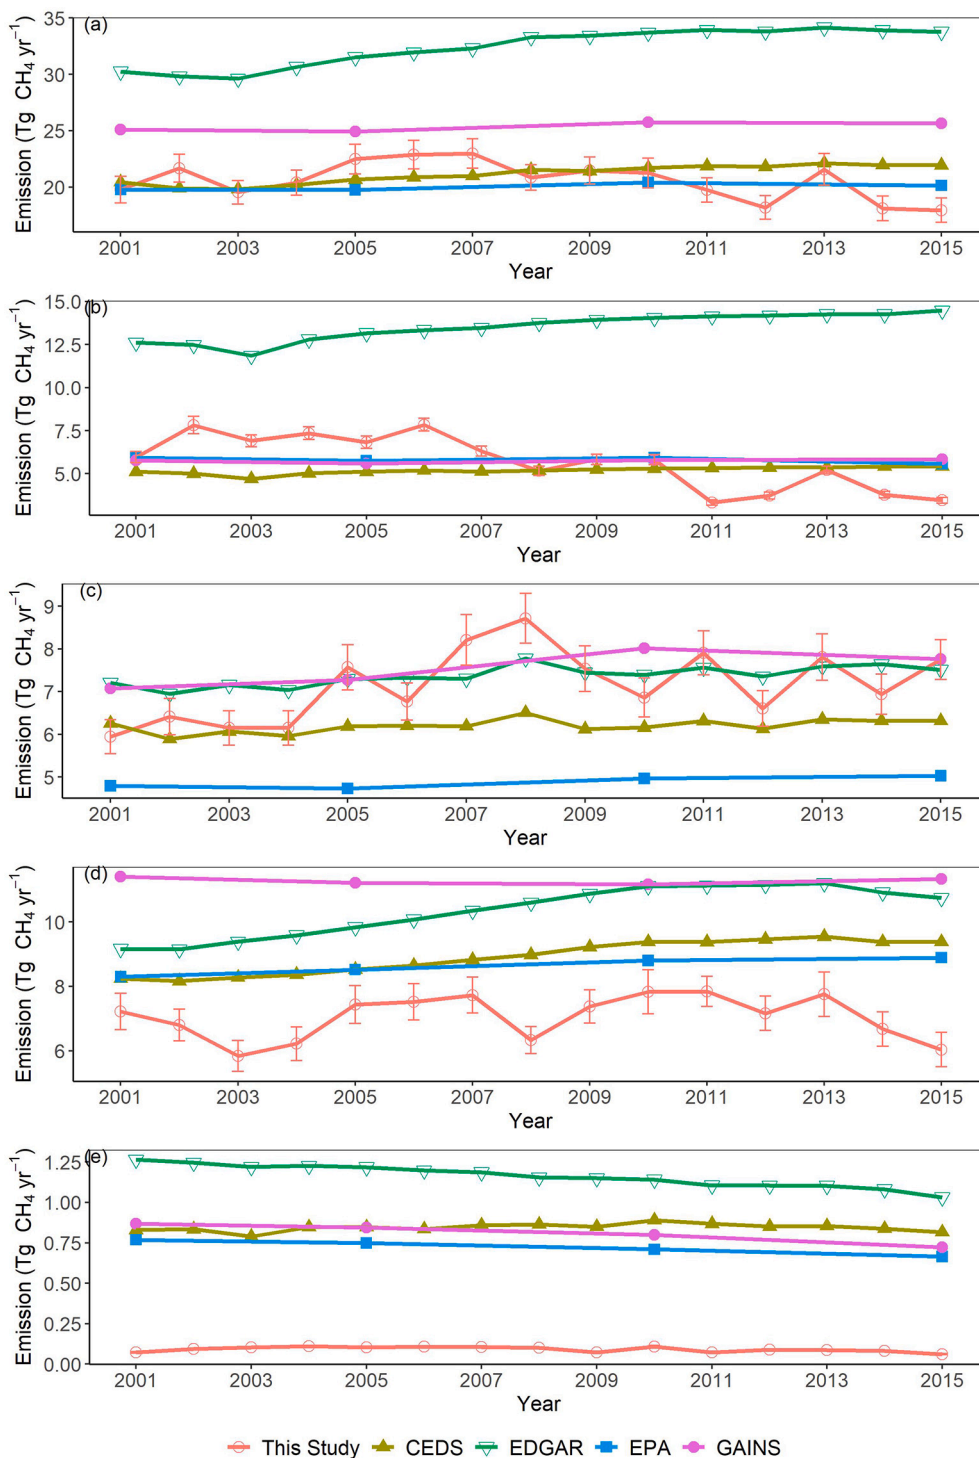 (a)
35
30
25
20
Emission (Tg CH₄ yr⁻¹)
2001 2003 2005 2007 2009 2011 2013 2015
Year
(b)
15.0
12.5
10.0
7.5
5.0
Emission (Tg CH₄ yr⁻¹)
2001 2003 2005 2007 2009 2011 2013 2015
Year
(c)
9
8
7
6
5
Emission (Tg CH₄ yr⁻¹)
2001 2003 2005 2007 2009 2011 2013 2015
Year
(d)
10
8
6
Emission (Tg CH₄ yr⁻¹)
2001 2003 2005 2007 2009 2011 2013 2015
Year
(e)
1.25
1.00
0.75
0.50
0.25
0.00
Emission (Tg CH₄ yr⁻¹)
2001 2003 2005 2007 2009 2011 2013 2015
Year
This Study CEDS EDGAR EPA GAINS